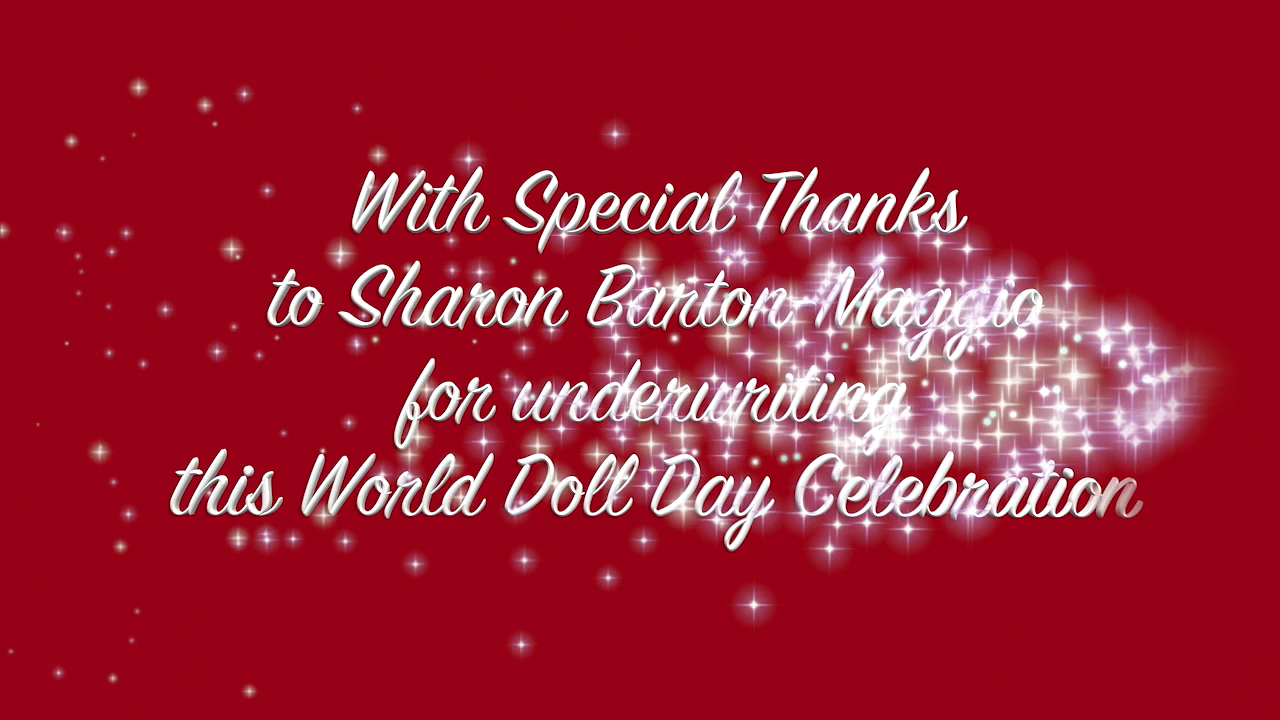 With Special Thanks
to Sharon Barton-Maggio
for underwriting
this World Doll Day Celebration